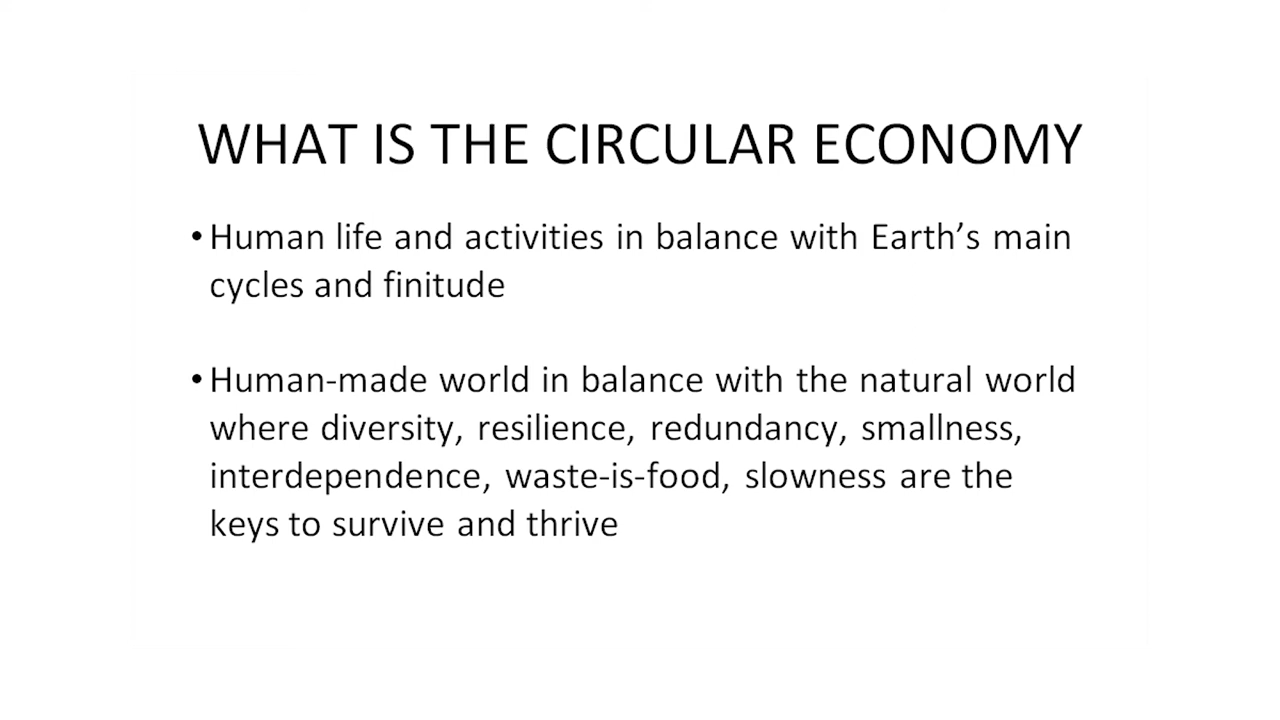 WHAT IS THE CIRCULAR ECONOMY
•Human life and activities in balance with Earth’s main
cycles and finitude
•Human-made world in balance with the natural world
where diversity, resilience, redundancy, smallness,
interdependence, waste-is-food, slowness are the
keys to survive and thrive